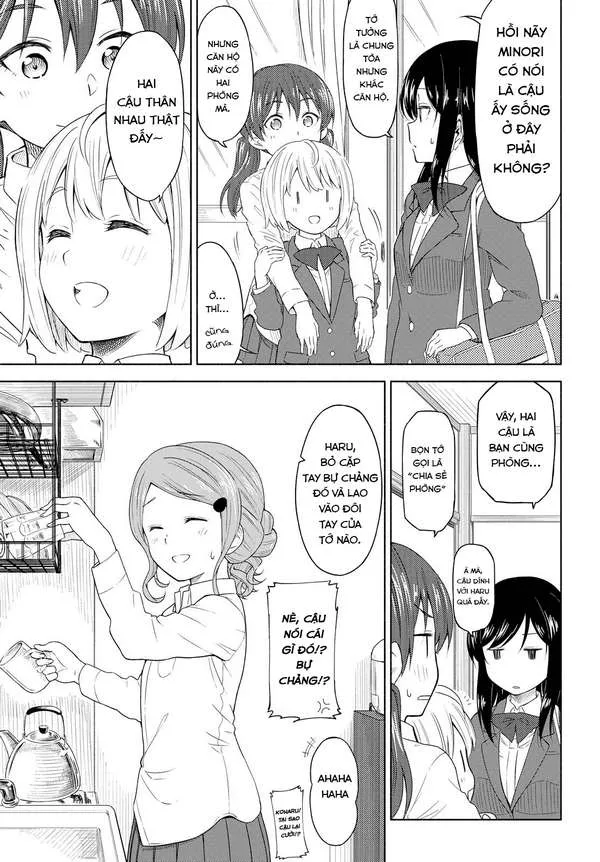 HỒI NÃY
MINORI
CÓ NÓI
LÀ CẬU
ẤY SỐNG
Ở ĐÂY
PHẢI
KHÔNG?
TỚ
TƯỞNG
LÀ CHUNG
TÒA
NHƯNG
KHÁC
CĂN HỘ.
NHƯNG
CĂN HỘ
NÀY CÓ
HAI
PHÒNG
MÀ.
Ờ...
THÌ...
cũng
đúng
HAI
CẬU THÂN
NHAU THẬT
ĐẤY~
VẬY, HAI
CẬU LÀ
BẠN CÙNG
PHÒNG...
BỌN TỚ
GỌI LÀ
"CHIA SẺ
PHÒNG"
À MÀ,
CẬU DÍNH
VỚI HARU
QUÁ ĐẤY.
HARU,
BỎ CẶP
TAY BỰ CHẢNG
ĐÓ VÀ LAO
VÀO ĐÔI
TAY CỦA
TỚ NÀO.
NÈ, CẬU
NÓI CÁI
GÌ ĐÓ!?
BỰ
CHẢNG!?
AHAHA
HAHA
KOHARU!
TẠI SAO
CẬU LẠI
CƯỜI!?